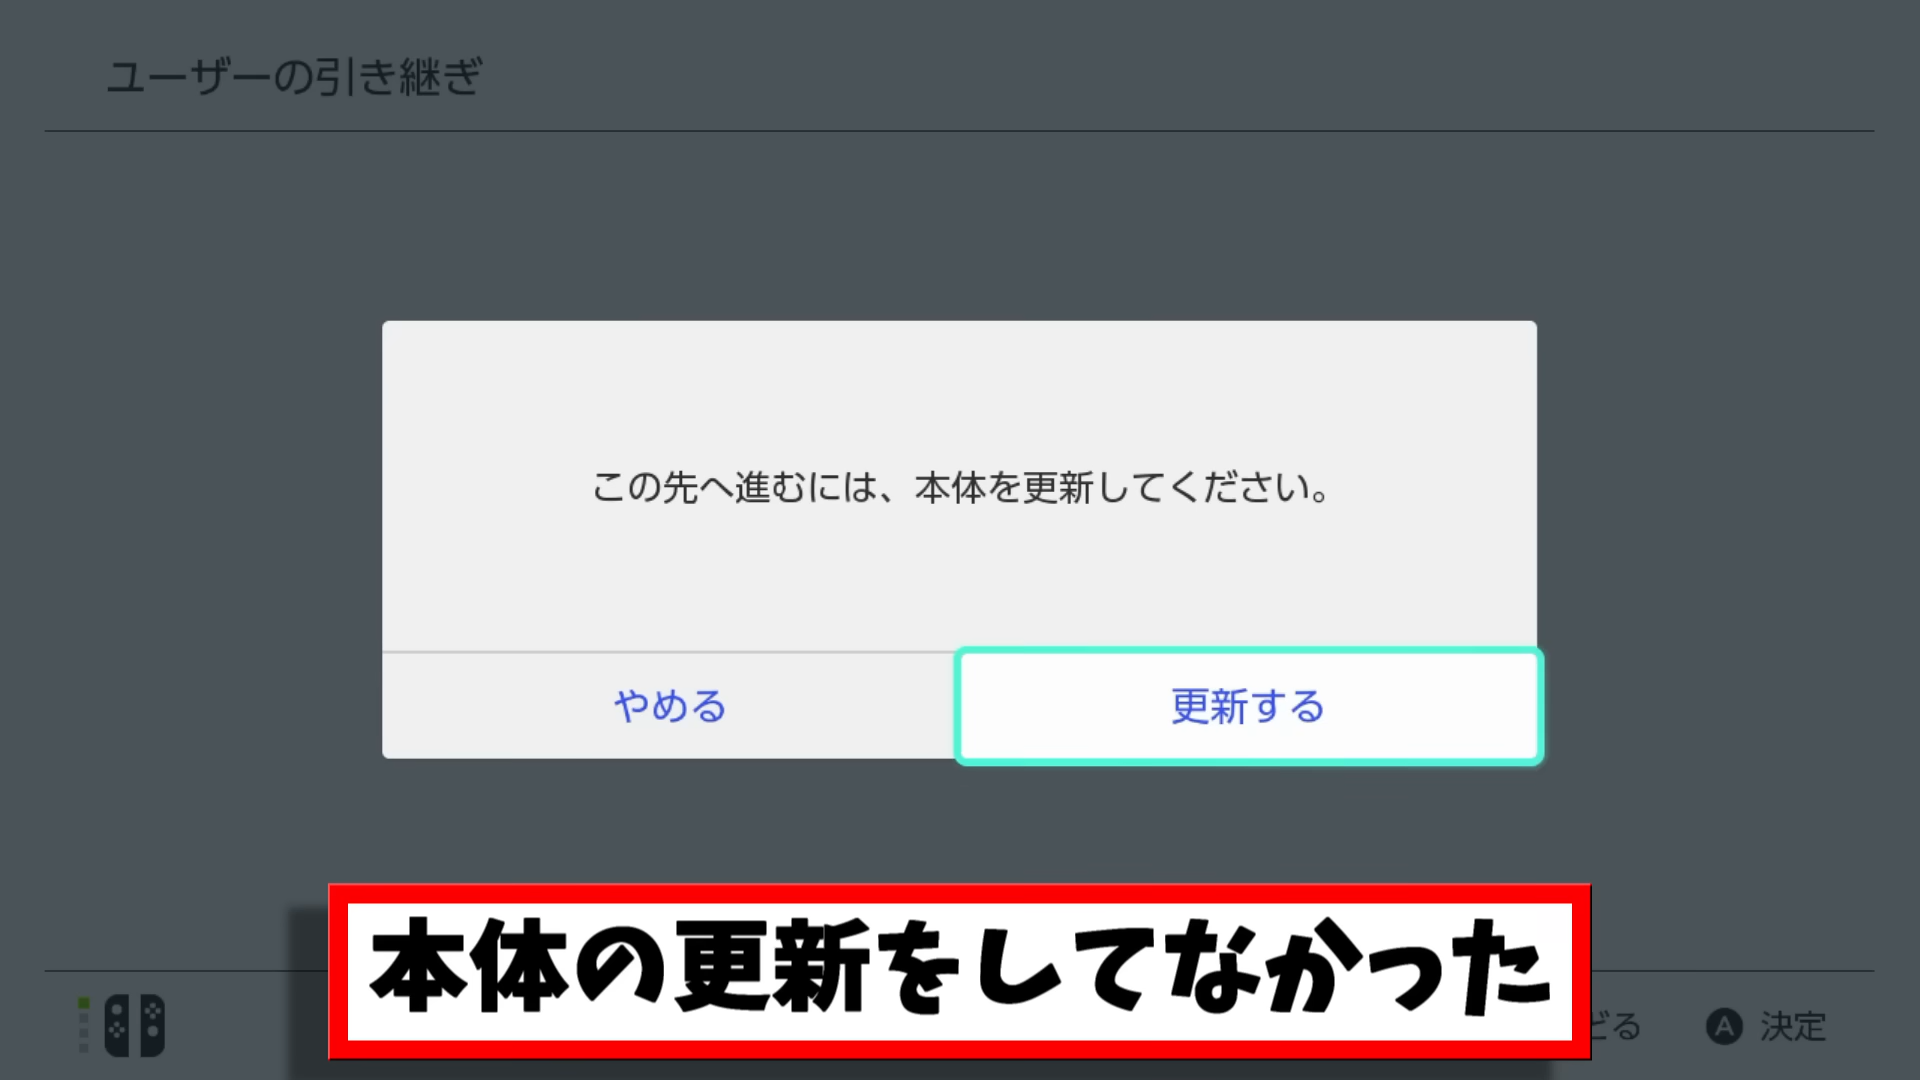 ユーザーの引き継ぎ
この先へ進むには、本体を更新してください。
やめる
更新する
本体の更新をしてなかった
どる
A 決定